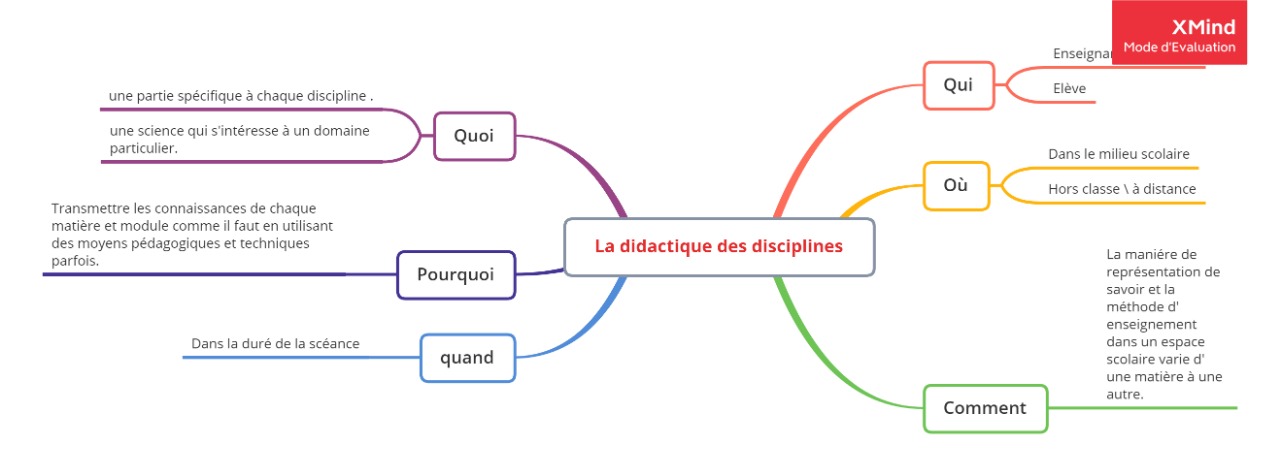 XMind
Mode d'Evaluation
Qui
Elève
une partie spécifique à chaque discipline .
Quoi
une science qui s'intéresse à un domaine
particulier.
Dans le milieu scolaire
Où
Hors classe \ à distance
Transmettre les connaissances de chaque
matière et module comme il faut en utilisant
des moyens pédagogiques et techniques
parfois.
La didactique des disciplines
Pourquoi
La maniére de
représentation de
savoir et la
méthode d'
enseignement
dans un espace
scolaire varie d'
une matière à une
autre.
Dans la duré de la scéance
quand
Comment